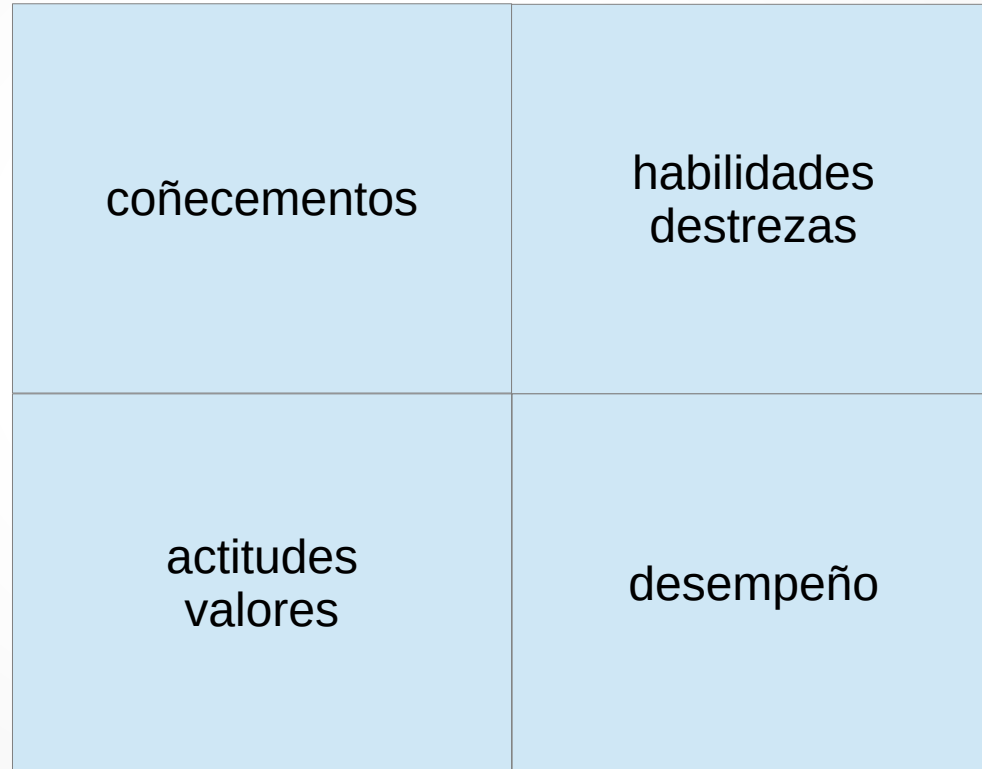 coñecementos
habilidades
destrezas
actitudes
valores
desempeño